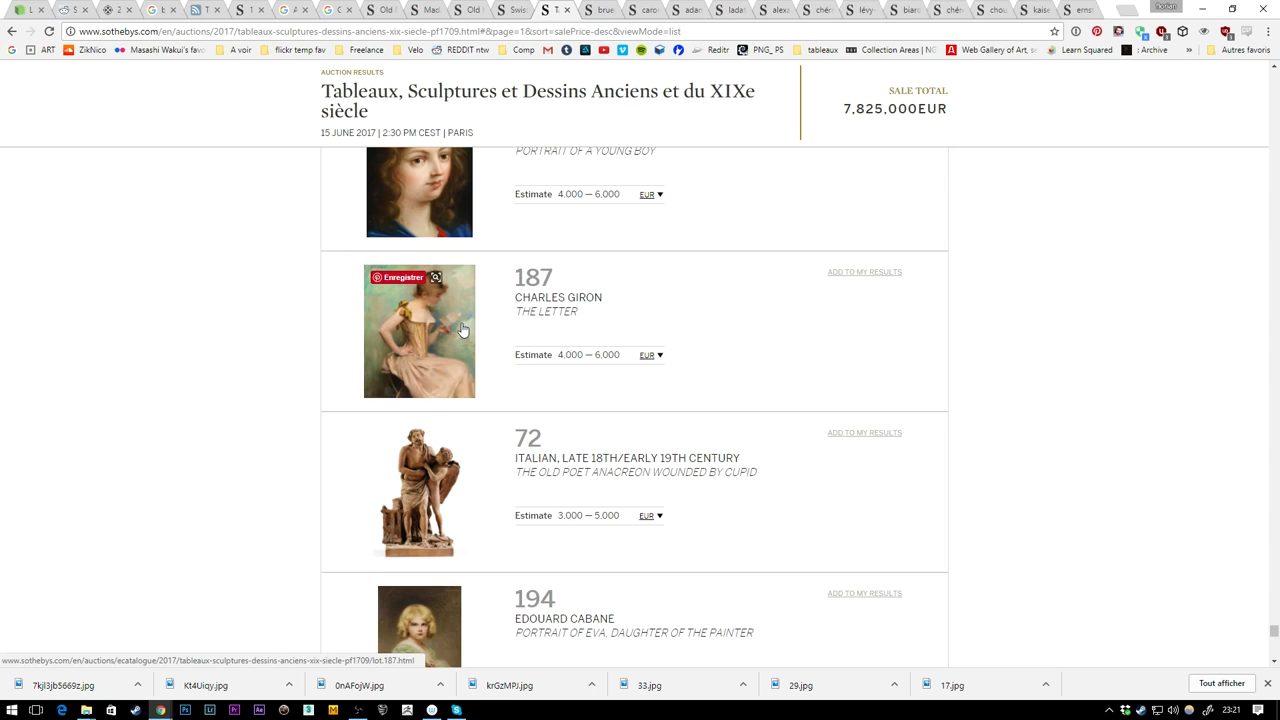 www.sothebys.com/en/auctions/2017/tableaux-sculptures-dessins-anciens-xix-siecle-pf1709.html#&page=1&sort=salePrice-desc&viewMode=list
ART
ZikNico
Masashi Wakui's favo
A voir
flickr temp fav
Freelance
Velo
REDDIT ntw
Comp
Reditr
PNG_PS
tableaux
Collection Areas | NG
Web Gallery of Art, s
Learn Squared
: Archive
»
Autres favoris
AUCTION RESULTS
Tableaux, Sculptures et Dessins Anciens et du XIXe
siècle
15 JUNE 2017 | 2:30 PM CEST | PARIS
SALE TOTAL
7,825,000EUR
PORTRAIT OF A YOUNG BOY
Estimate 4,000 — 6,000 EUR ▼
Enregistrer
187
CHARLES GIRON
THE LETTER
ADD TO MY RESULTS
Estimate 4,000 — 6,000 EUR ▼
72
ITALIAN, LATE 18TH/EARLY 19TH CENTURY
THE OLD POET ANACREON WOUNDED BY CUPID
ADD TO MY RESULTS
Estimate 3,000 — 5,000 EUR ▼
194
EDOUARD CABANE
PORTRAIT OF EVA, DAUGHTER OF THE PAINTER
ADD TO MY RESULTS
www.sothebys.com/en/auctions/ecatalogue/2017/tableaux-sculptures-dessins-anciens-xix-siecle-pf1709/lot.187.html
7kjl3jb5669z.jpg
Kt4Uiqy.jpg
0nAFojW.jpg
krGzMPJ.jpg
33.jpg
29.jpg
17.jpg
Tout afficher
23:21